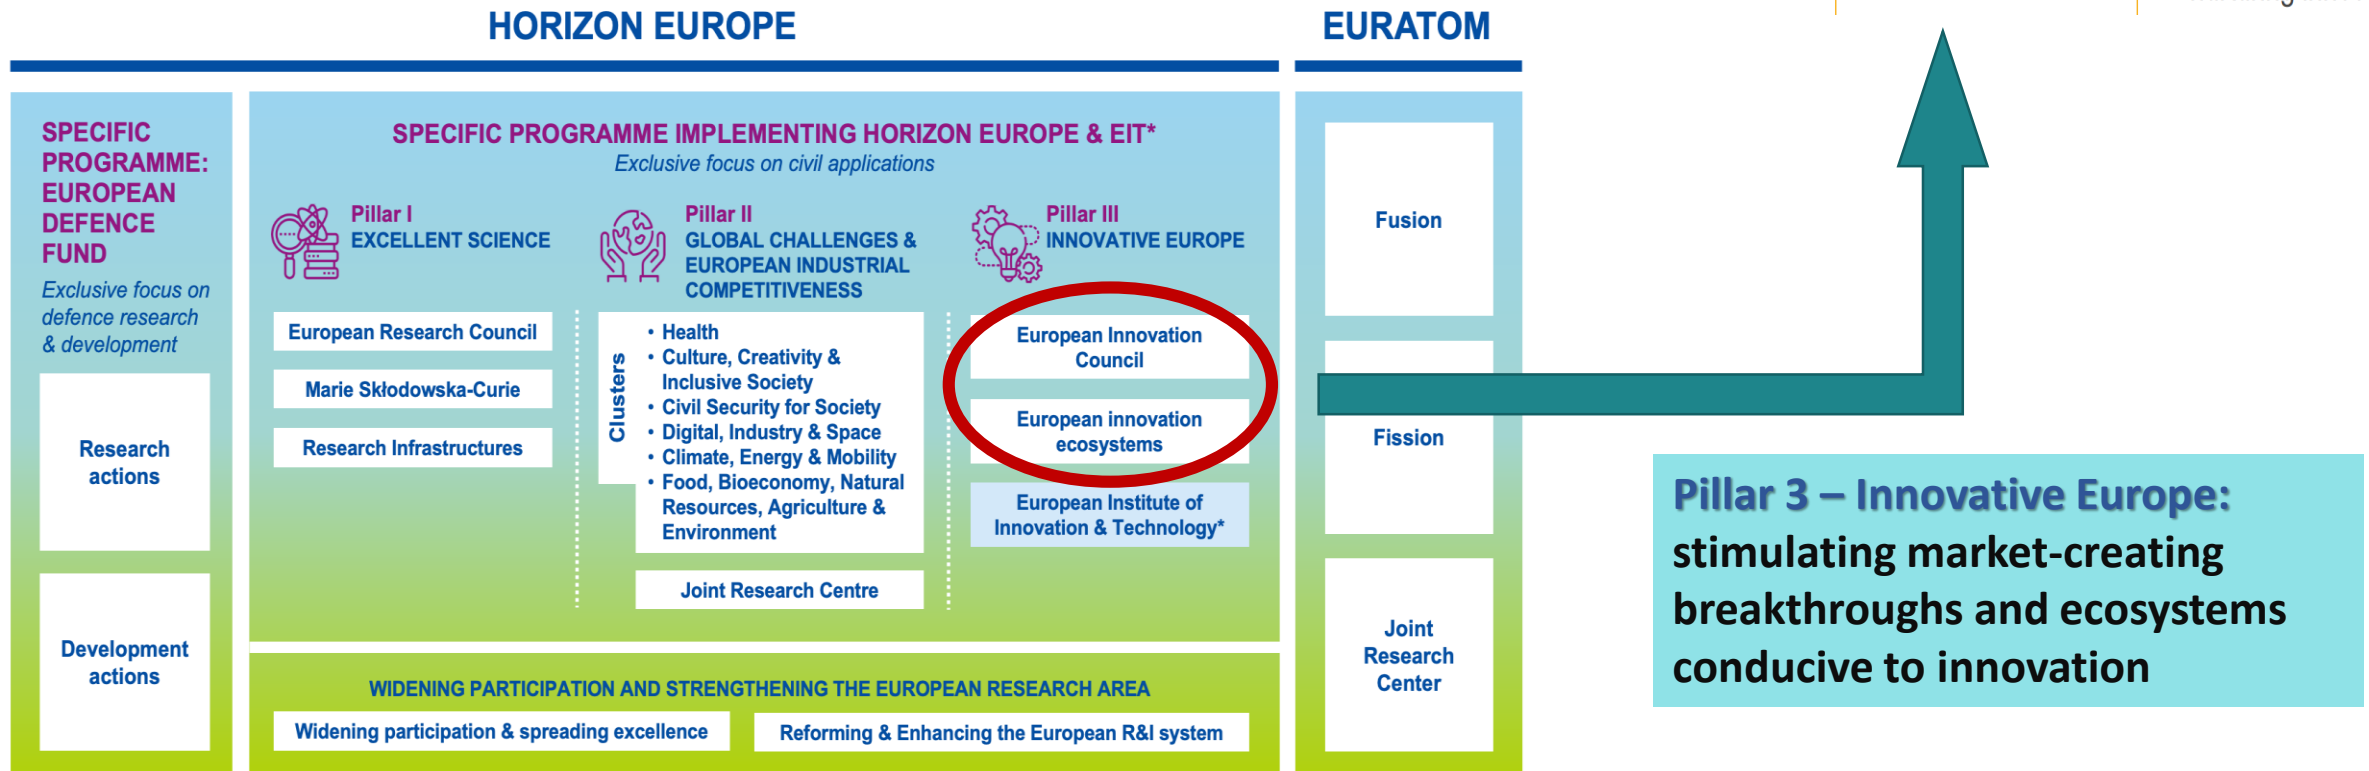 HORIZON EUROPE
EURATOM
SPECIFIC
PROGRAMME:
EUROPEAN
DEFENCE
FUND
Exclusive focus on
defence research
& development
Research
actions
Development
actions
SPECIFIC PROGRAMME IMPLEMENTING HORIZON EUROPE & EIT*
Exclusive focus on civil applications
Pillar I
EXCELLENT SCIENCE
European Research Council
Marie Skłodowska-Curie
Research Infrastructures
Pillar II
GLOBAL CHALLENGES &
EUROPEAN INDUSTRIAL
COMPETITIVENESS
Clusters
• Health
• Culture, Creativity &
Inclusive Society
• Civil Security for Society
• Digital, Industry & Space
• Climate, Energy & Mobility
• Food, Bioeconomy, Natural
Resources, Agriculture &
Environment
Joint Research Centre
Pillar III
INNOVATIVE EUROPE
European Innovation
Council
European innovation
ecosystems
European Institute of
Innovation & Technology*
WIDENING PARTICIPATION AND STRENGTHENING THE EUROPEAN RESEARCH AREA
Widening participation & spreading excellence
Reforming & Enhancing the European R&I system
Fusion
Fission
Joint
Research
Center
Pillar 3 – Innovative Europe:
stimulating market-creating
breakthroughs and ecosystems
conducive to innovation